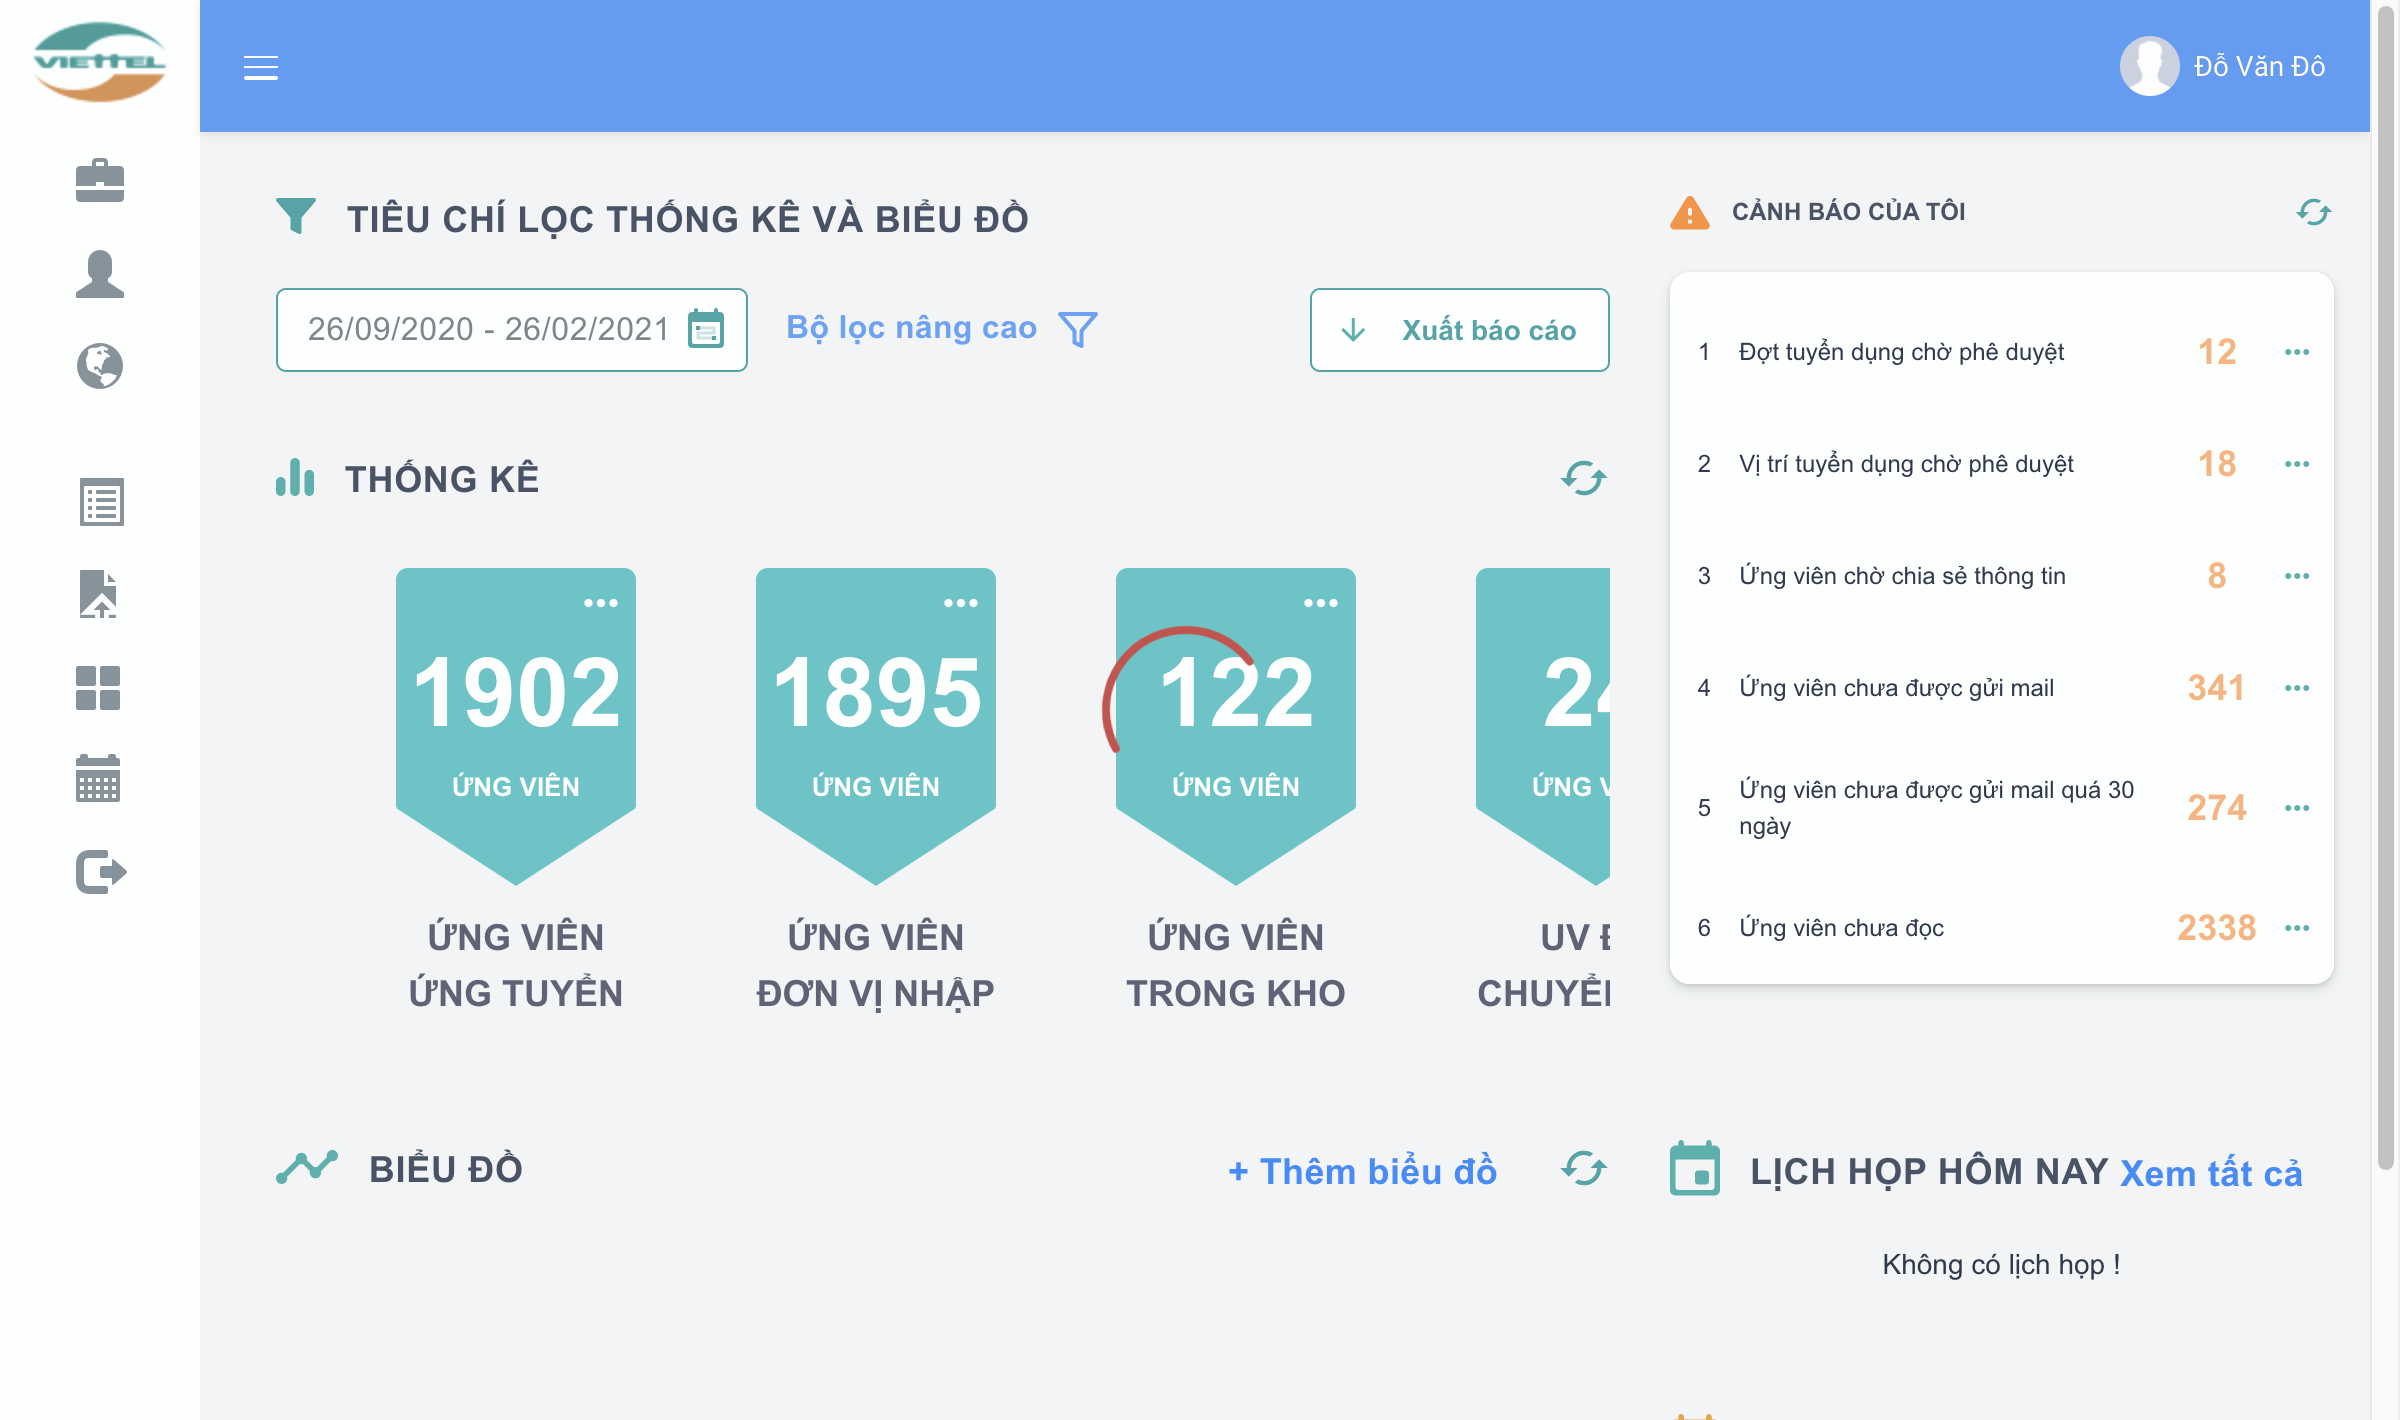 VIETTEL
Đỗ Văn Đô
TIÊU CHÍ LỌC THỐNG KÊ VÀ BIỂU ĐỒ
26/09/2020 - 26/02/2021
Bộ lọc nâng cao
Xuất báo cáo
THỐNG KÊ
1902
ỨNG VIÊN
ỨNG VIÊN
ỨNG TUYỂN
1895
ỨNG VIÊN
ỨNG VIÊN
ĐƠN VỊ NHẬP
122
ỨNG VIÊN
ỨNG VIÊN
TRONG KHO
ỨNG
UV
CẢNH BÁO CỦA TÔI
1 Đợt tuyển dụng chờ phê duyệt 12
2 Vị trí tuyển dụng chờ phê duyệt 18
3 Ứng viên chờ chia sẻ thông tin 8
4 Ứng viên chưa được gửi mail 341
5 Ứng viên chưa được gửi mail quá 30
ngày 274
6 Ứng viên chưa đọc 2338
BIỂU ĐỒ
+ Thêm biểu đồ
LỊCH HỌP HÔM NAY Xem tất cả
Không có lịch họp !